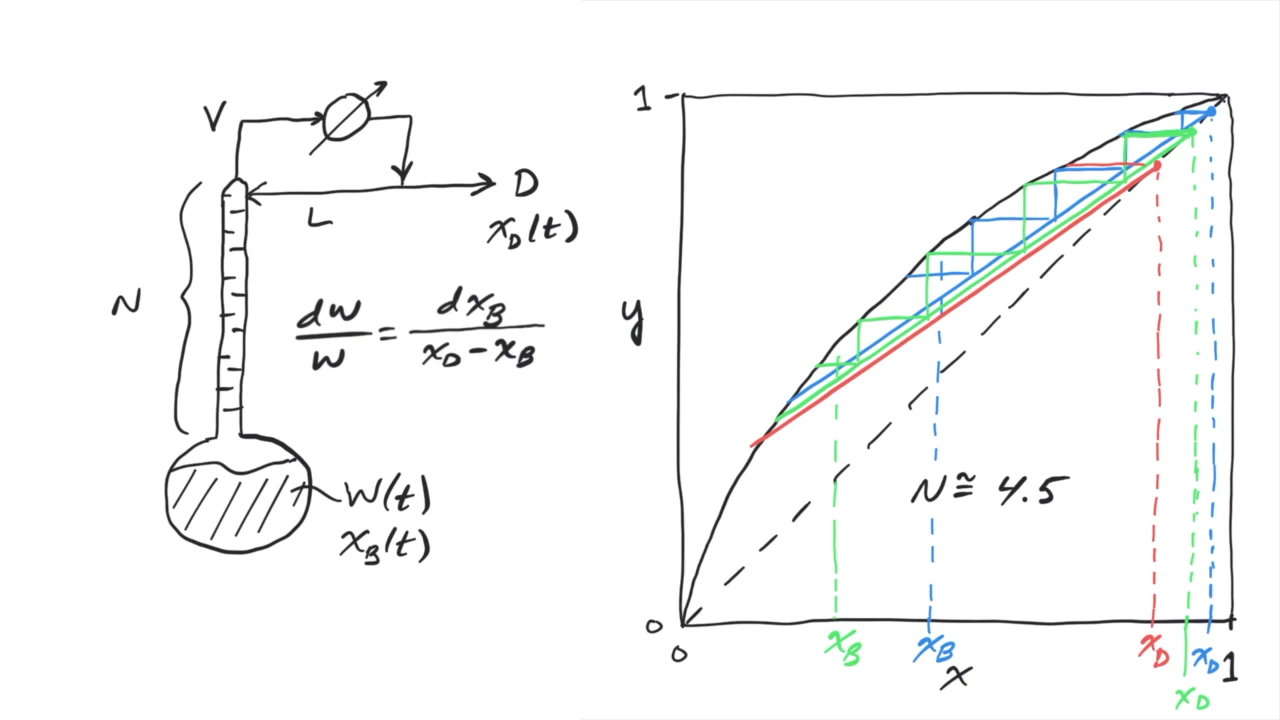 V
D
L
x_D(t)
N
dW/W = dx_B/(x_D - x_B)
W(t)
x_B(t)
1
y
N ≅ 4.5
0
0
x_B
x_B
x
x_D
x_D
1
x_D